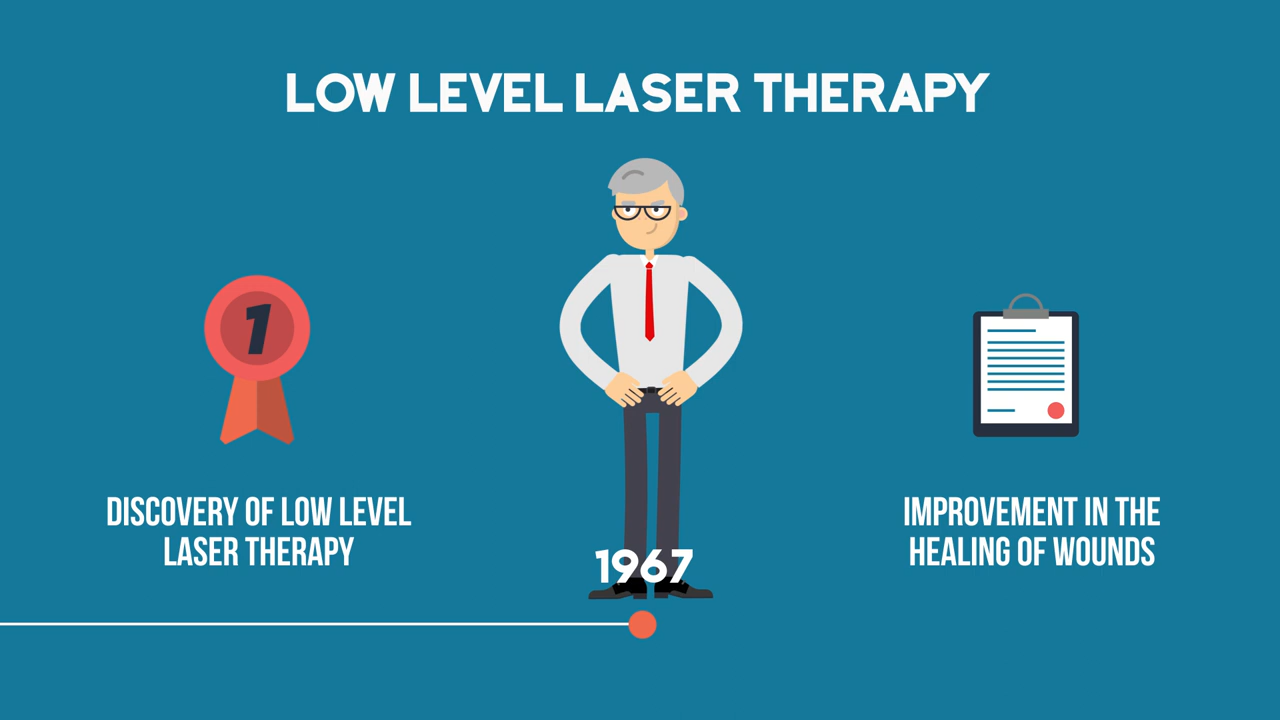 LOW LEVEL LASER THERAPY
1
DISCOVERY OF LOW LEVEL
LASER THERAPY
1967
IMPROVEMENT IN THE
HEALING OF WOUNDS